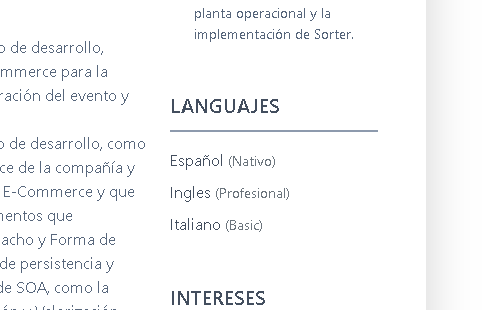 o de desarrollo,
mmerce para la
ración del evento y
o de desarrollo, como
ce de la compañía y
E-Commerce y que
mentos que
acho y Forma de
de persistencia y
de SOA, como la
planta operacional y la
implementación de Sorter.
LANGUAJES
Español (Nativo)
Ingles (Profesional)
Italiano (Basic)
INTERESES